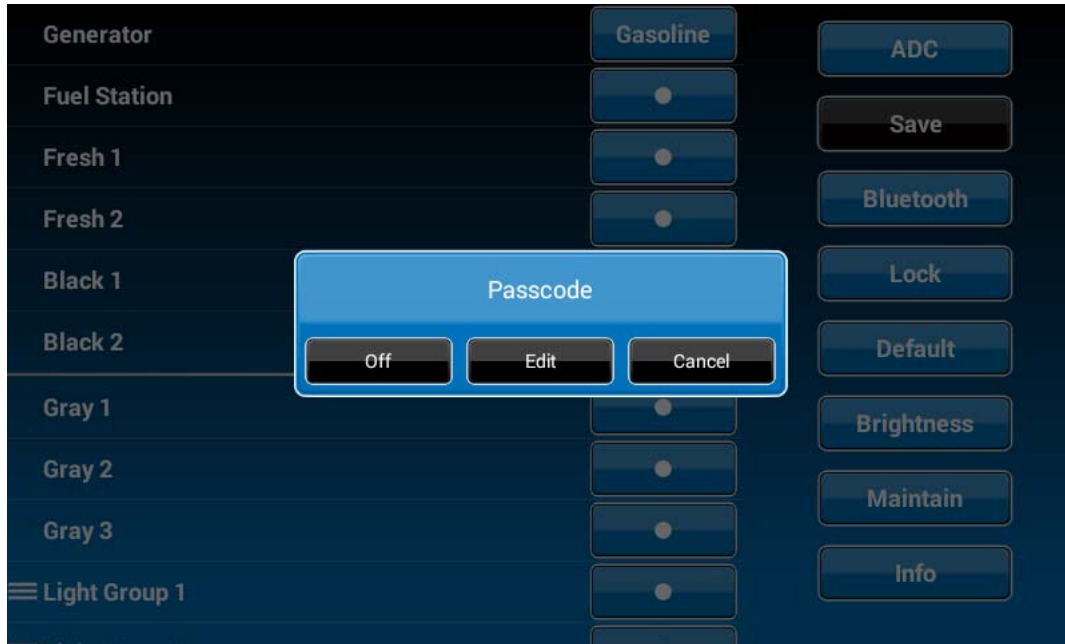 Generator Gasoline
Fuel Station
Fresh 1
Fresh 2
Black 1
Black 2
Gray 1
Gray 2
Gray 3
Light Group 1
Passcode
Off Edit Cancel
ADC
Save
Bluetooth
Lock
Default
Brightness
Maintain
Info